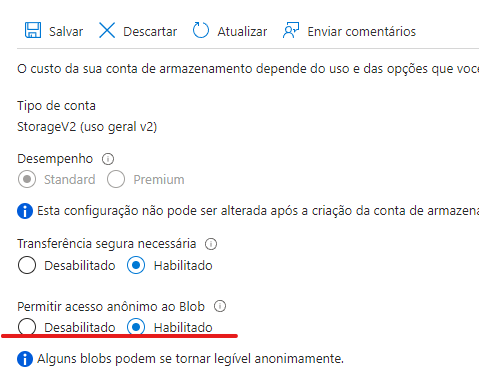 Salvar Descartar Atualizar Enviar comentários
O custo da sua conta de armazenamento depende do uso e das opções que você
Tipo de conta
StorageV2 (uso geral v2)
Desempenho
Standard Premium
Esta configuração não pode ser alterada após a criação da conta de armazena
Transferência segura necessária
Desabilitado Habilitado
Permitir acesso anônimo ao Blob
Desabilitado Habilitado
Alguns blobs podem se tornar legível anonimamente.